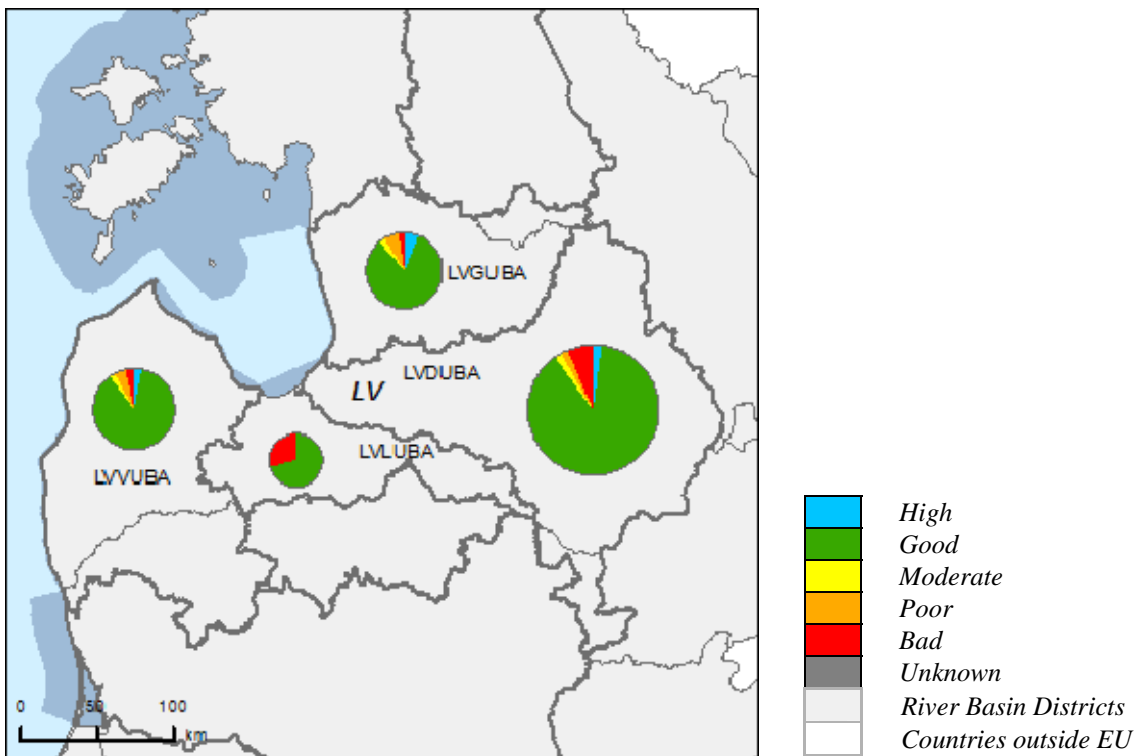 LVGUBA
LVDUBA
LV
LVLUBA
LVVUBA
0 50 100
km
High
Good
Moderate
Poor
Bad
Unknown
River Basin Districts
Countries outside EU